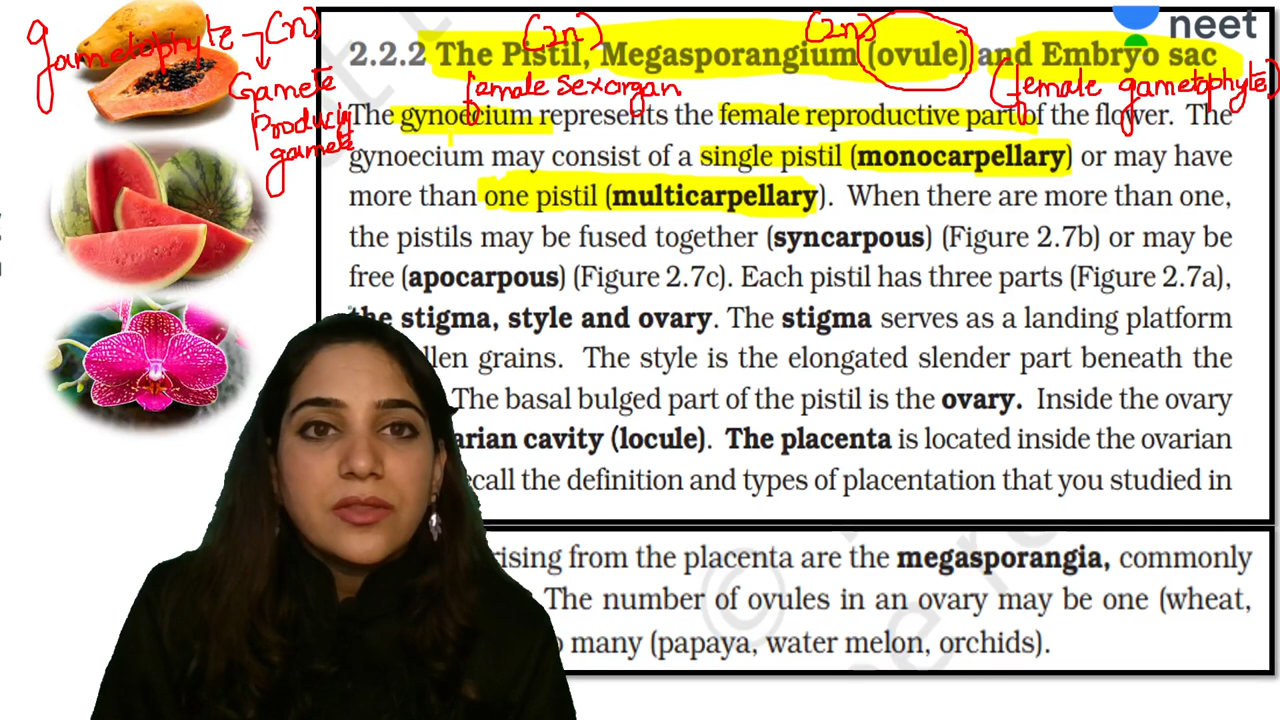 gametophyte → (n)
Gamete
Producing
gamete
(2n)
(2n)
neet
2.2.2 The Pistil, Megasporangium (ovule) and Embryo sac
female sex organ
(female gametophyte)
The gynoecium represents the female reproductive part of the flower. The
gynoecium may consist of a single pistil (monocarpellary) or may have
more than one pistil (multicarpellary). When there are more than one,
the pistils may be fused together (syncarpous) (Figure 2.7b) or may be
free (apocarpous) (Figure 2.7c). Each pistil has three parts (Figure 2.7a),
the stigma, style and ovary. The stigma serves as a landing platform
llen grains. The style is the elongated slender part beneath the
The basal bulged part of the pistil is the ovary. Inside the ovary
arian cavity (locule). The placenta is located inside the ovarian
ecall the definition and types of placentation that you studied in
rising from the placenta are the megasporangia, commonly
The number of ovules in an ovary may be one (wheat,
many (papaya, water melon, orchids).